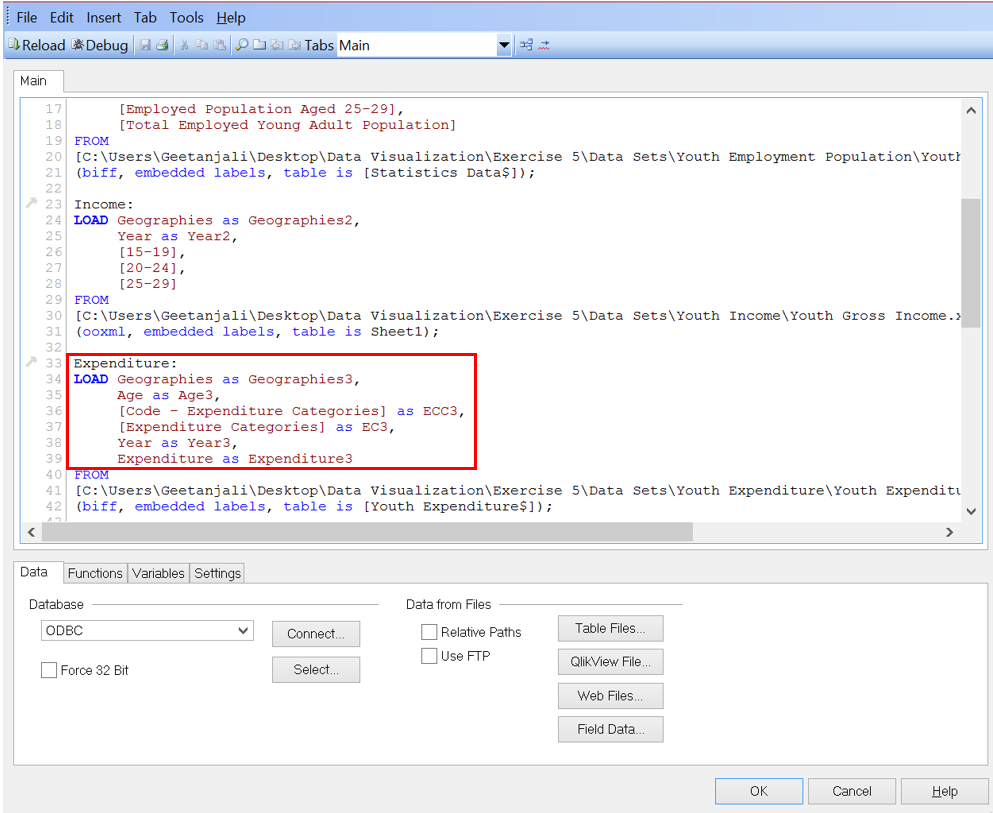 File Edit Insert Tab Tools Help
Reload Debug Tabs Main
Main
17 [Employed Population Aged 25-29],
18 [Total Employed Young Adult Population]
19 FROM
20 [C:\Users\Geetanjali\Desktop\Data Visualization\Exercise 5\Data Sets\Youth Employment Population\Youth
21 (biff, embedded labels, table is [Statistics Data$]);
22
23 Income:
24 LOAD Geographies as Geographies2,
25 Year as Year2,
26 [15-19],
27 [20-24],
28 [25-29]
29 FROM
30 [C:\Users\Geetanjali\Desktop\Data Visualization\Exercise 5\Data Sets\Youth Income\Youth Gross Income.x
31 (ooxml, embedded labels, table is Sheet1);
32
33 Expenditure:
34 LOAD Geographies as Geographies3,
35 Age as Age3,
36 [Code - Expenditure Categories] as ECC3,
37 [Expenditure Categories] as EC3,
38 Year as Year3,
39 Expenditure as Expenditure3
40 FROM
41 [C:\Users\Geetanjali\Desktop\Data Visualization\Exercise 5\Data Sets\Youth Expenditure\Youth Expenditu
42 (biff, embedded labels, table is [Youth Expenditure$]);
Data Functions Variables Settings
Database
ODBC
Connect...
Force 32 Bit
Select...
Data from Files
Relative Paths
Use FTP
Table Files...
QlikView File...
Web Files...
Field Data...
OK Cancel Help